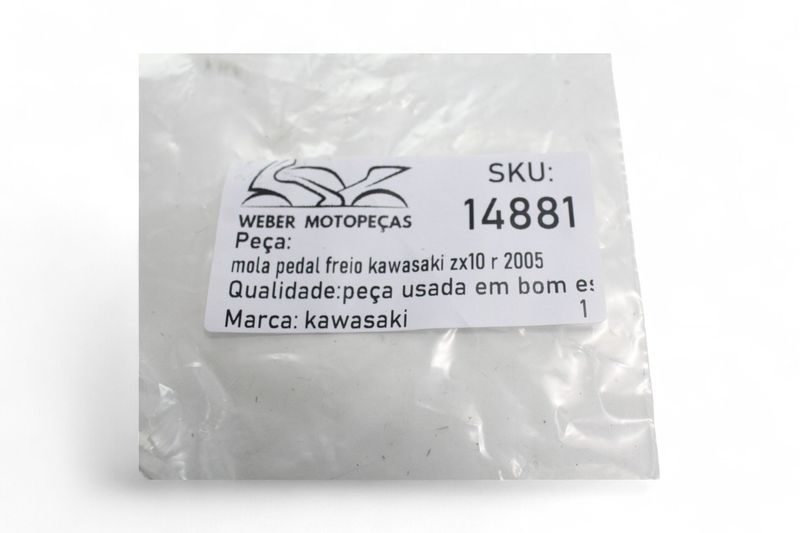 SKU:
14881
WEBER MOTOPEÇAS
Peça:
mola pedal freio kawasaki zx10 r 2005
Qualidade:peça usada em bom es
Marca: kawasaki
1